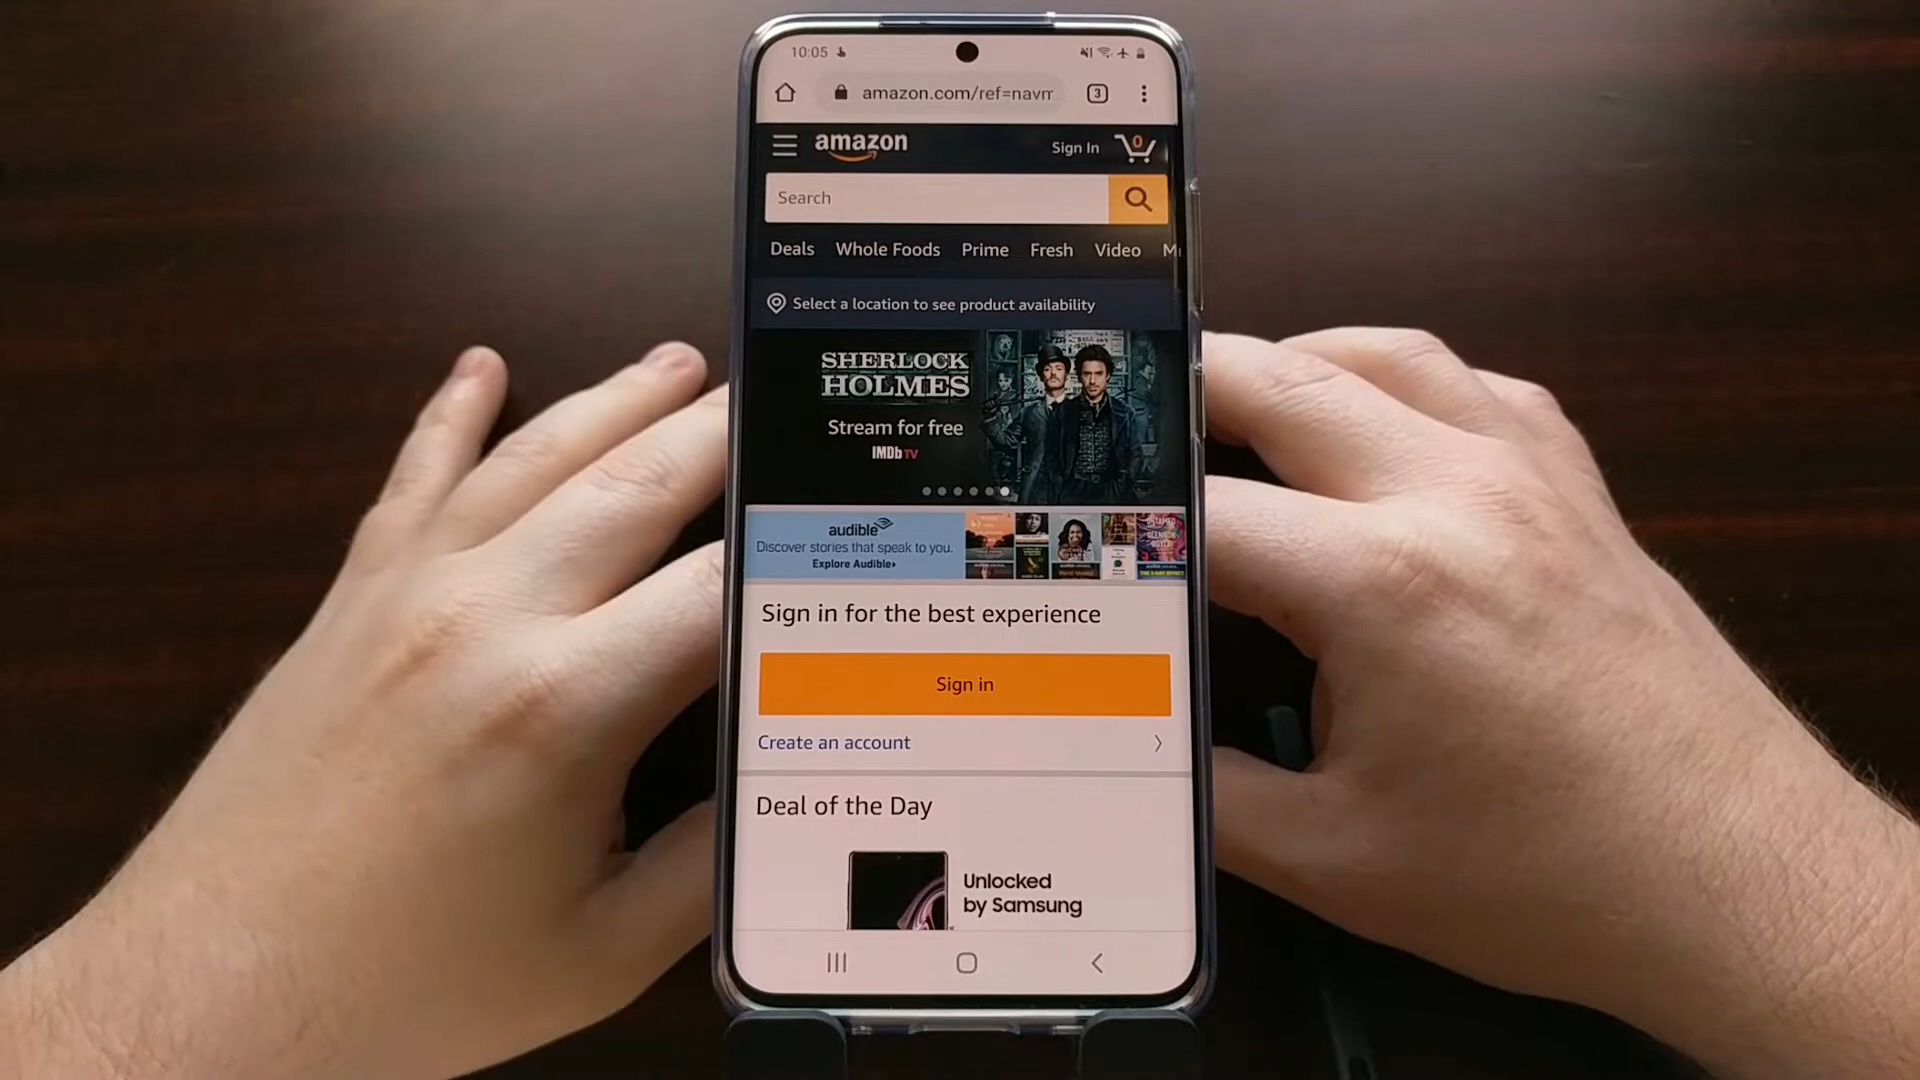 10:05
amazon.com/ref=navm
3
amazon
Sign In
0
Search
Deals Whole Foods Prime Fresh Video
Select a location to see product availability
SHERLOCK
HOLMES
Stream for free
IMDb TV
audible
Discover stories that speak to you.
Explore Audible
Sign in for the best experience
Sign in
Create an account
Deal of the Day
Unlocked
by Samsung